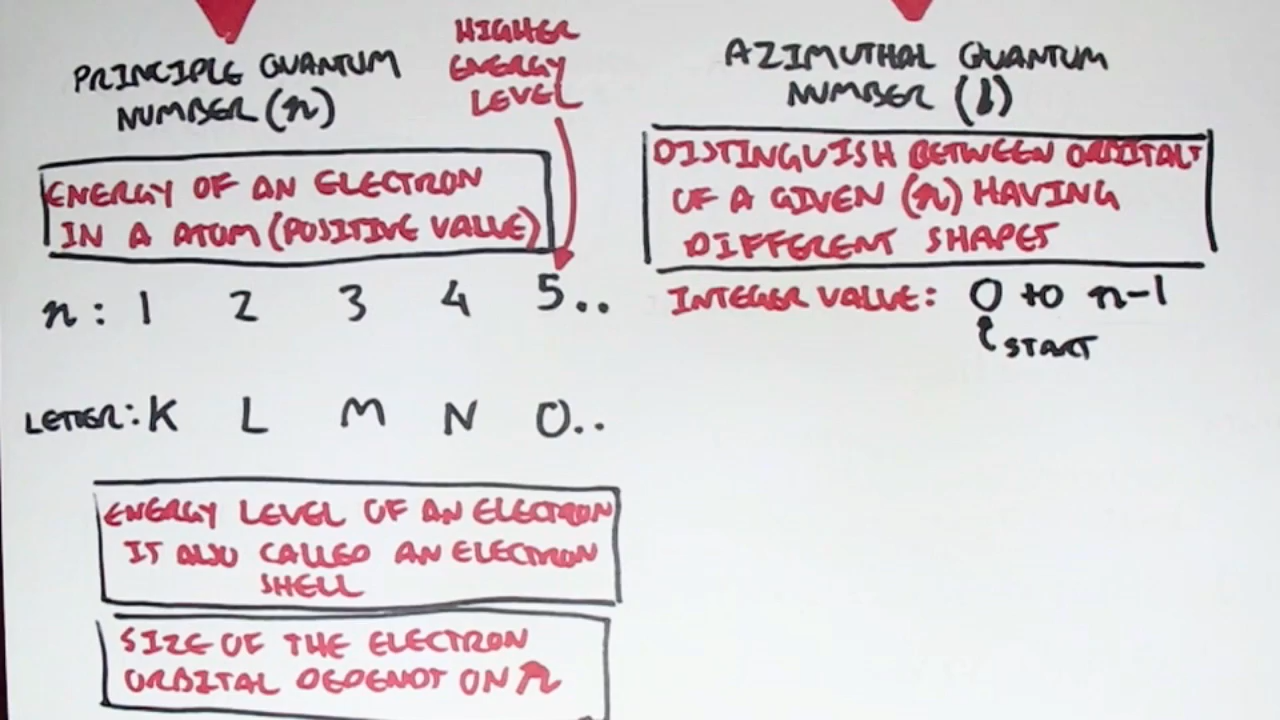 PRINCIPLE QUANTUM
NUMBER (n)
HIGHER
ENERGY
LEVEL
ENERGY OF AN ELECTRON
IN A ATOM (POSITIVE VALUE)
n: 1 2 3 4 5..
LETTER: K L M N O..
ENERGY LEVEL OF AN ELECTRON
IS ALSO CALLED AN ELECTRON
SHELL
SIZE OF THE ELECTRON
ORBITAL DEPENDS ON n
AZIMUTHAL QUANTUM
NUMBER (l)
DISTINGUISH BETWEEN ORBITALS
OF A GIVEN (n) HAVING
DIFFERENT SHAPES
INTEGER VALUE: 0 to n-1
START